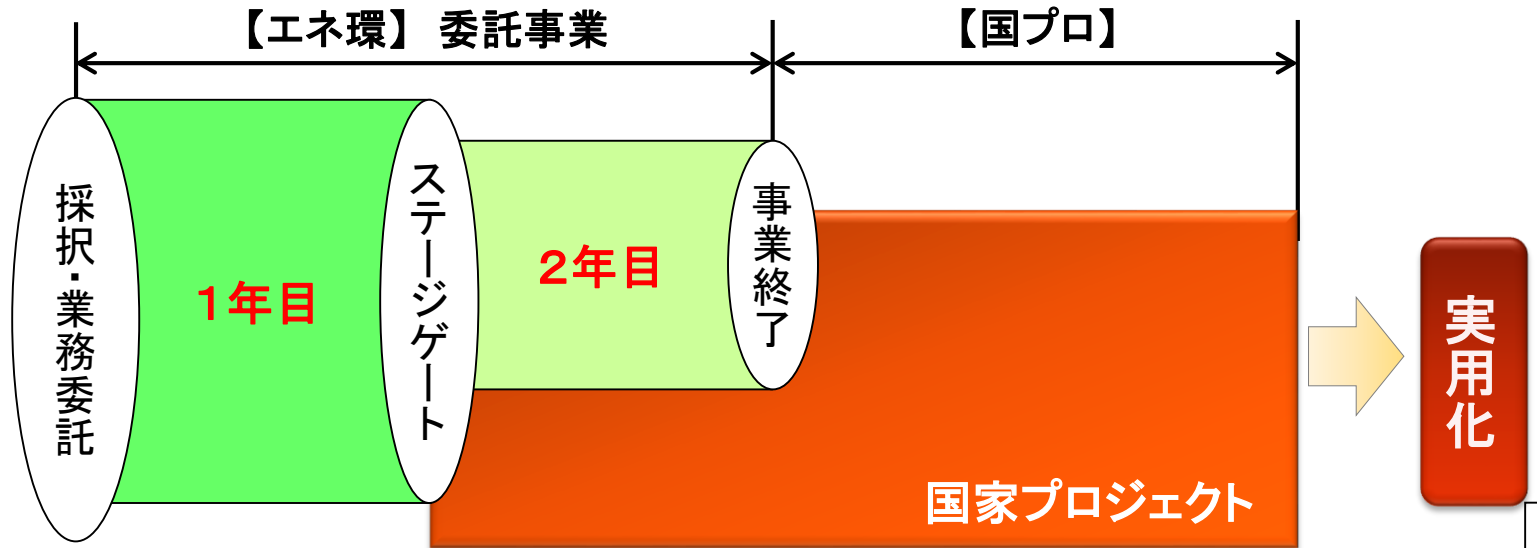 【エネ環】 委託事業
【国プロ】
採択・業務委託
１年目
ステージゲート
２年目
事業終了
国家プロジェクト
実用化